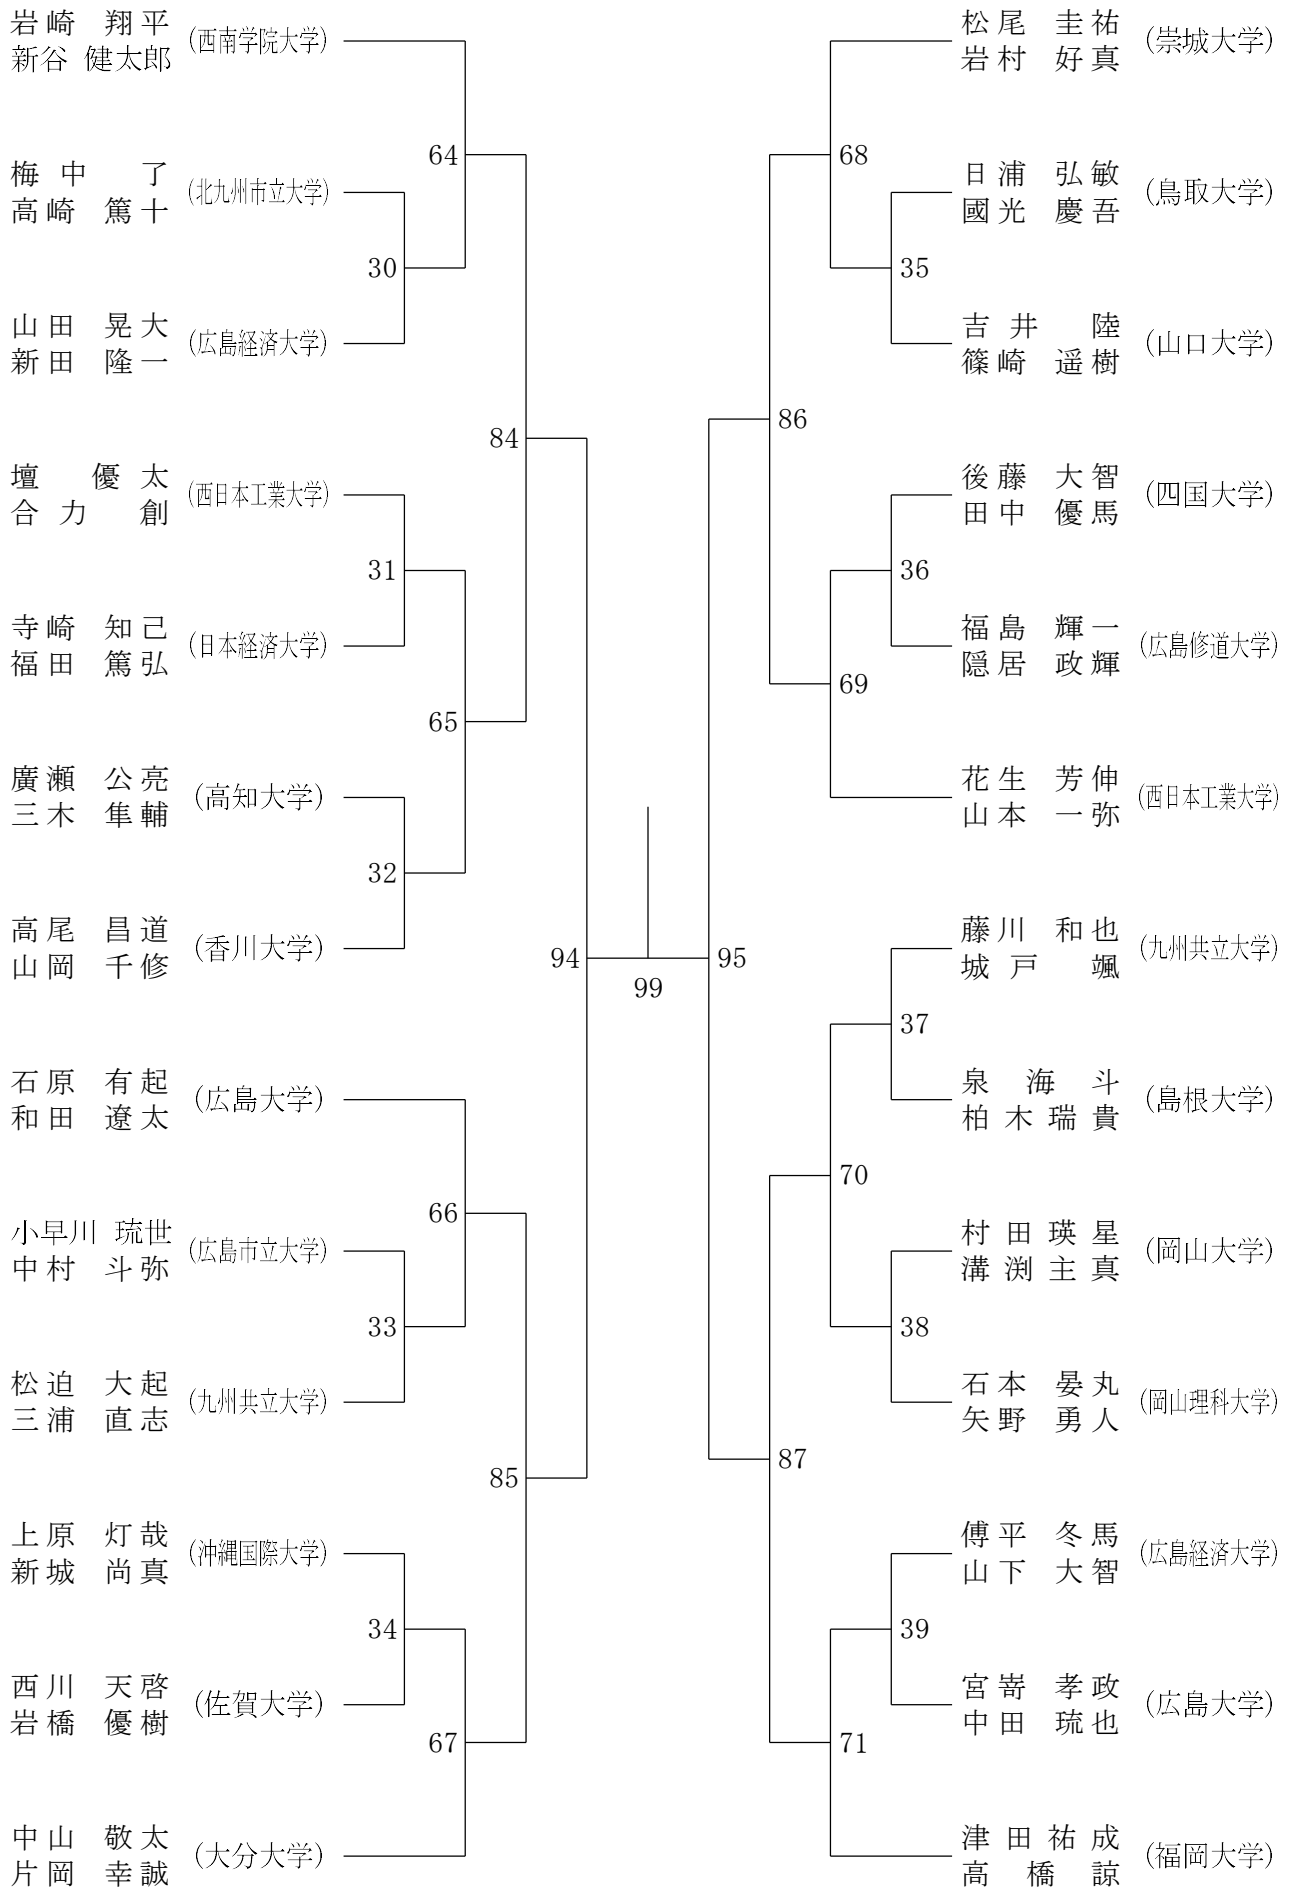 岩崎 翔平
新谷 健太郎
(西南学院大学)
64
梅中 了
高崎 篤十
(北九州市立大学)
30
山田 晃大
新田 隆一
(広島経済大学)
84
壇 優太
合力 創
(西日本工業大学)
31
寺崎 知己
福田 篤弘
(日本経済大学)
65
廣瀬 公亮
三木 隼輔
(高知大学)
32
高尾 昌道
山岡 千修
(香川大学)
94
99
石原 有起
和田 遼太
(広島大学)
66
小早川 琉世
中村 斗弥
(広島市立大学)
33
松迫 大起
三浦 直志
(九州共立大学)
85
上原 灯哉
新城 尚真
(沖縄国際大学)
34
西川 天啓
岩橋 優樹
(佐賀大学)
67
中山 敬太
片岡 幸誠
(大分大学)
松尾 圭祐
岩村 好真
(崇城大学)
68
日浦 弘敏
國光 慶吾
(鳥取大学)
35
吉井 陸
篠崎 遥樹
(山口大学)
86
後藤 大智
田中 優馬
(四国大学)
36
福島 輝一
隠居 政輝
(広島修道大学)
69
花生 芳伸
山本 一弥
(西日本工業大学)
95
藤川 和也
城戸 颯
(九州共立大学)
37
泉 海斗
柏木瑞貴
(島根大学)
70
村田瑛星
溝渕主真
(岡山大学)
38
石本 晏丸
矢野 勇人
(岡山理科大学)
87
傅平 冬馬
山下 大智
(広島経済大学)
39
宮嵜 孝政
中田 琉也
(広島大学)
71
津田祐成
高橋諒
(福岡大学)